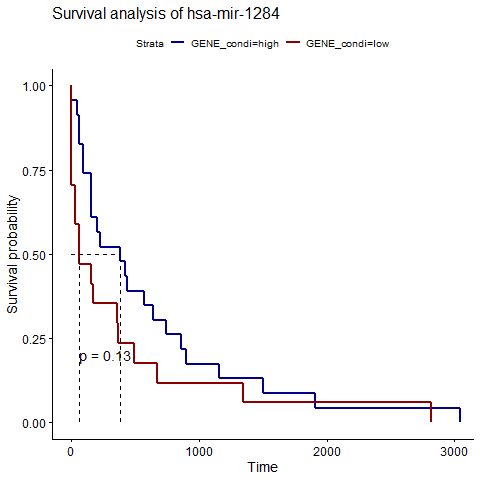 Survival analysis of hsa-mir-1284
Strata GENE_condi=high GENE_condi=low
Survival probability
1.00
0.75
0.50
0.25
0.00
p = 0.13
0 1000 2000 3000
Time